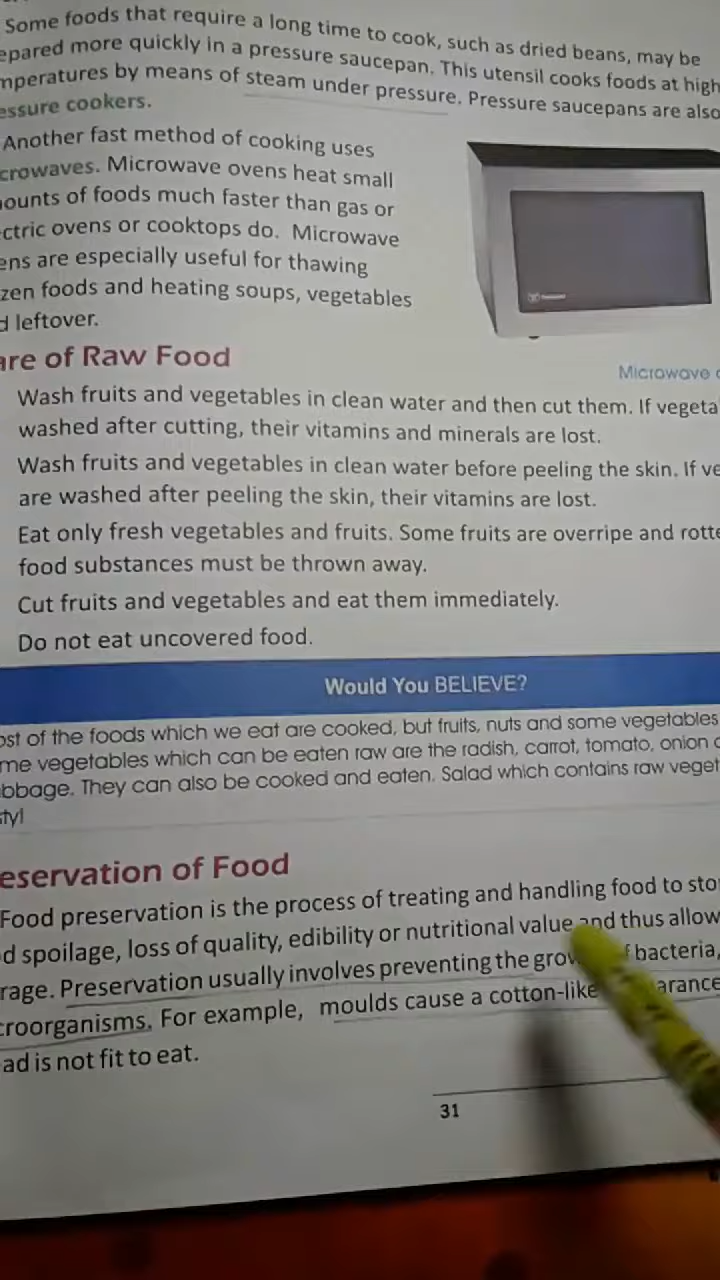 Some foods that require a long time to cook, such as dried beans, may be
epared more quickly in a pressure saucepan. This utensil cooks foods at high
mperatures by means of steam under pressure. Pressure saucepans are also
essure cookers.
Another fast method of cooking uses
crowaves. Microwave ovens heat small
ounts of foods much faster than gas or
ctric ovens or cooktops do. Microwave
ens are especially useful for thawing
zen foods and heating soups, vegetables
d leftover.
Microwave
are of Raw Food
Wash fruits and vegetables in clean water and then cut them. If vegeta
washed after cutting, their vitamins and minerals are lost.
Wash fruits and vegetables in clean water before peeling the skin. If ve
are washed after peeling the skin, their vitamins are lost.
Eat only fresh vegetables and fruits. Some fruits are overripe and rotte
food substances must be thrown away.
Cut fruits and vegetables and eat them immediately.
Do not eat uncovered food.
Would You BELIEVE?
ost of the foods which we eat are cooked, but fruits, nuts and some vegetables
me vegetables which can be eaten raw are the radish, carrot, tomato, onion
bbage. They can also be cooked and eaten. Salad which contains raw veget
sty!
eservation of Food
Food preservation is the process of treating and handling food to sto
d spoilage, loss of quality, edibility or nutritional value and thus allow
rage. Preservation usually involves preventing the grow f bacteria,
croorganisms. For example, moulds cause a cotton-like arance
ad is not fit to eat.
31